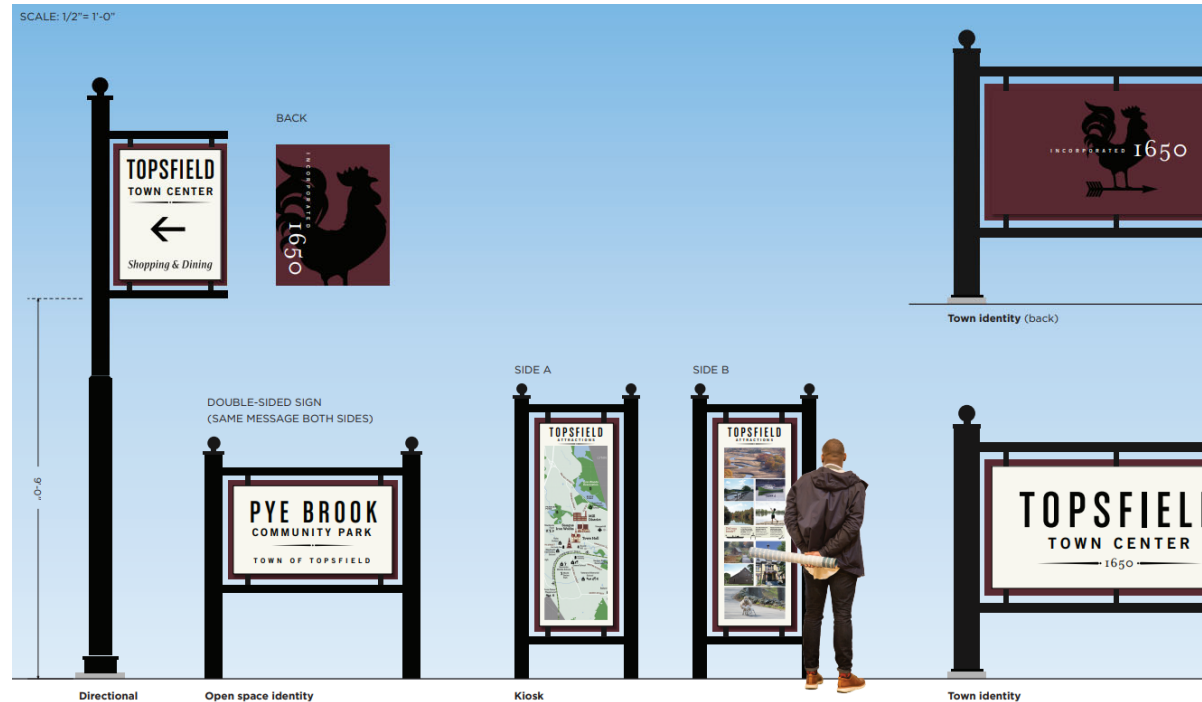 SCALE: 1/2"= 1'-0"
TOPSFIELD
TOWN CENTER
Shopping & Dining
BACK
INCORPORATED
1650
INCORPORATED 1650
Town identity (back)
9'-0"
DOUBLE-SIDED SIGN
(SAME MESSAGE BOTH SIDES)
PYE BROOK
COMMUNITY PARK
TOWN OF TOPSFIELD
SIDE A
TOPSFIELD
ATTRACTIONS
Town Hall
SIDE B
TOPSFIELD
ATTRACTIONS
TOPSFIEL
TOWN CENTER
1650
Directional
Open space identity
Kiosk
Town identity